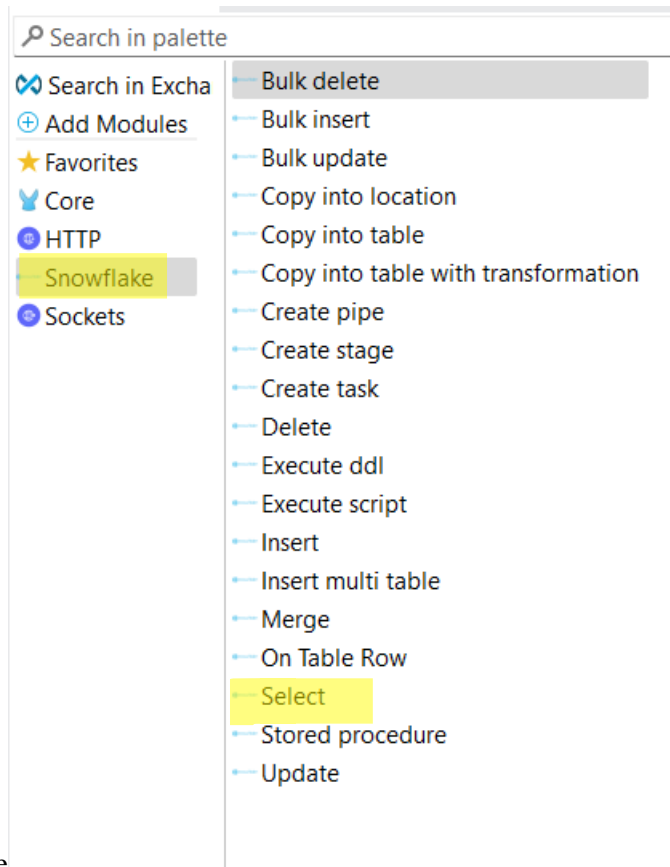 Search in palette
Search in Excha
Add Modules
Favorites
Core
HTTP
Snowflake
Sockets
Bulk delete
Bulk insert
Bulk update
Copy into location
Copy into table
Copy into table with transformation
Create pipe
Create stage
Create task
Delete
Execute ddl
Execute script
Insert
Insert multi table
Merge
On Table Row
Select
Stored procedure
Update
e